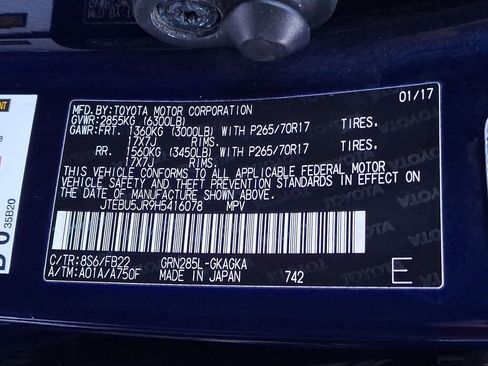 MFD.BY:TOYOTA MOTOR CORPORATION 01/17
GVWR:2855KG (6300LB)
GAWR:FRT. 1360KG (3000LB) WITH P265/70R17 TIRES.
17X7J RIMS.
RR. 1560KG (3450LB) WITH P265/70R17 TIRES.
17X7J RIMS.
THIS VEHICLE CONFORMS TO ALL APPLICABLE FEDERAL MOTOR
VEHICLE SAFETY AND THEFT PREVENTION STANDARDS IN EFFECT ON
THE DATE OF MANUFACTURE SHOWN ABOVE.
JTEBU5JR9H5416078 MPV
C/TR:8S6/FB22 GRN285L-GKAGKA
A/TM:A01A/A750F MADE IN JAPAN 742 E
35B20